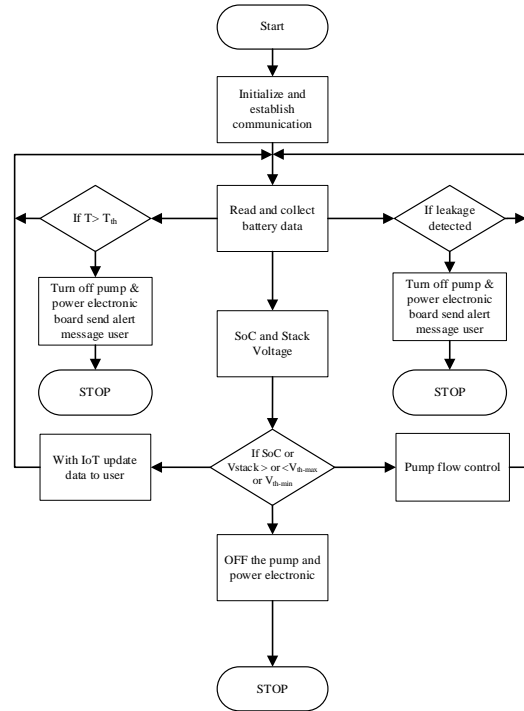 Start
Initialize and
establish
communication
If T> Tth
Read and collect
battery data
If leakage
detected
Turn off pump &
power electronic
board send alert
message user
Turn off pump &
power electronic
board send alert
message user
SoC and Stack
Voltage
STOP
STOP
With IoT update
data to user
If SoC or
Vstack > or <Vth-max
or Vth-min
Pump flow control
OFF the pump and
power electronic
STOP